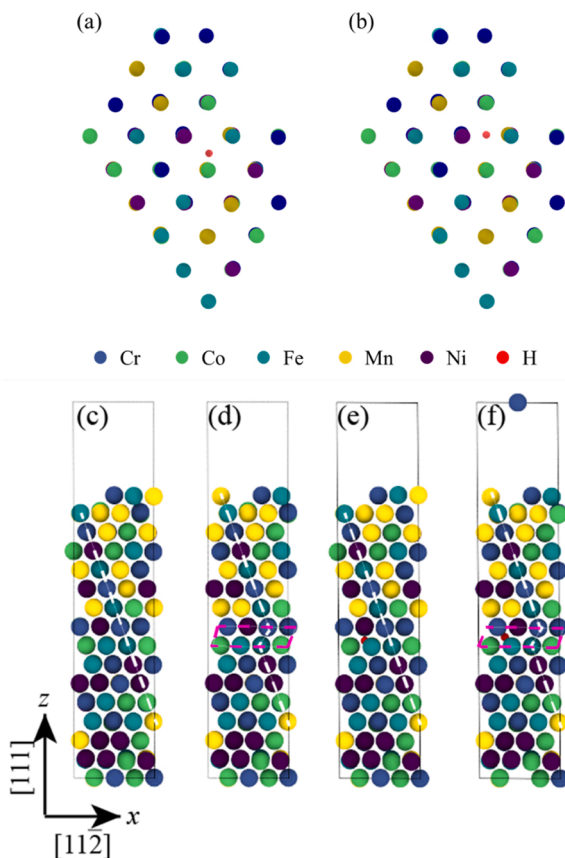 (a) (b)
Cr Co Fe Mn Ni H
(c) (d) (e) (f)
z
[111]
x
[112̅]